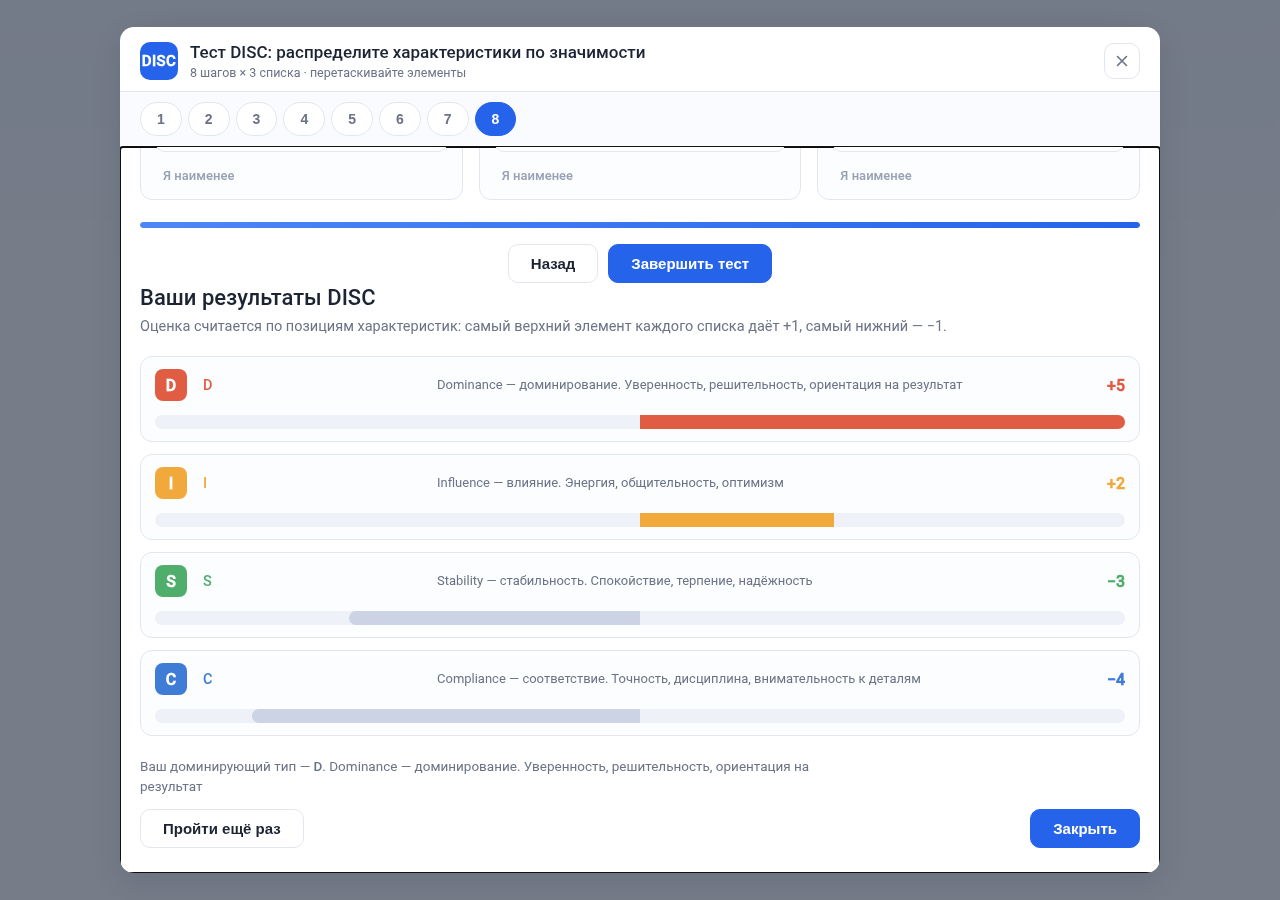 DISC
Тест DISC: распределите характеристики по значимости
8 шагов × 3 списка · перетаскивайте элементы
1 2 3 4 5 6 7 8
Я наименее Я наименее Я наименее
Назад Завершить тест
Ваши результаты DISC
Оценка считается по позициям характеристик: самый верхний элемент каждого списка даёт +1, самый нижний — −1.
D D Dominance — доминирование. Уверенность, решительность, ориентация на результат +5
I I Influence — влияние. Энергия, общительность, оптимизм +2
S S Stability — стабильность. Спокойствие, терпение, надёжность −3
C C Compliance — соответствие. Точность, дисциплина, внимательность к деталям −4
Ваш доминирующий тип — D. Dominance — доминирование. Уверенность, решительность, ориентация на
результат
Пройти ещё раз Закрыть